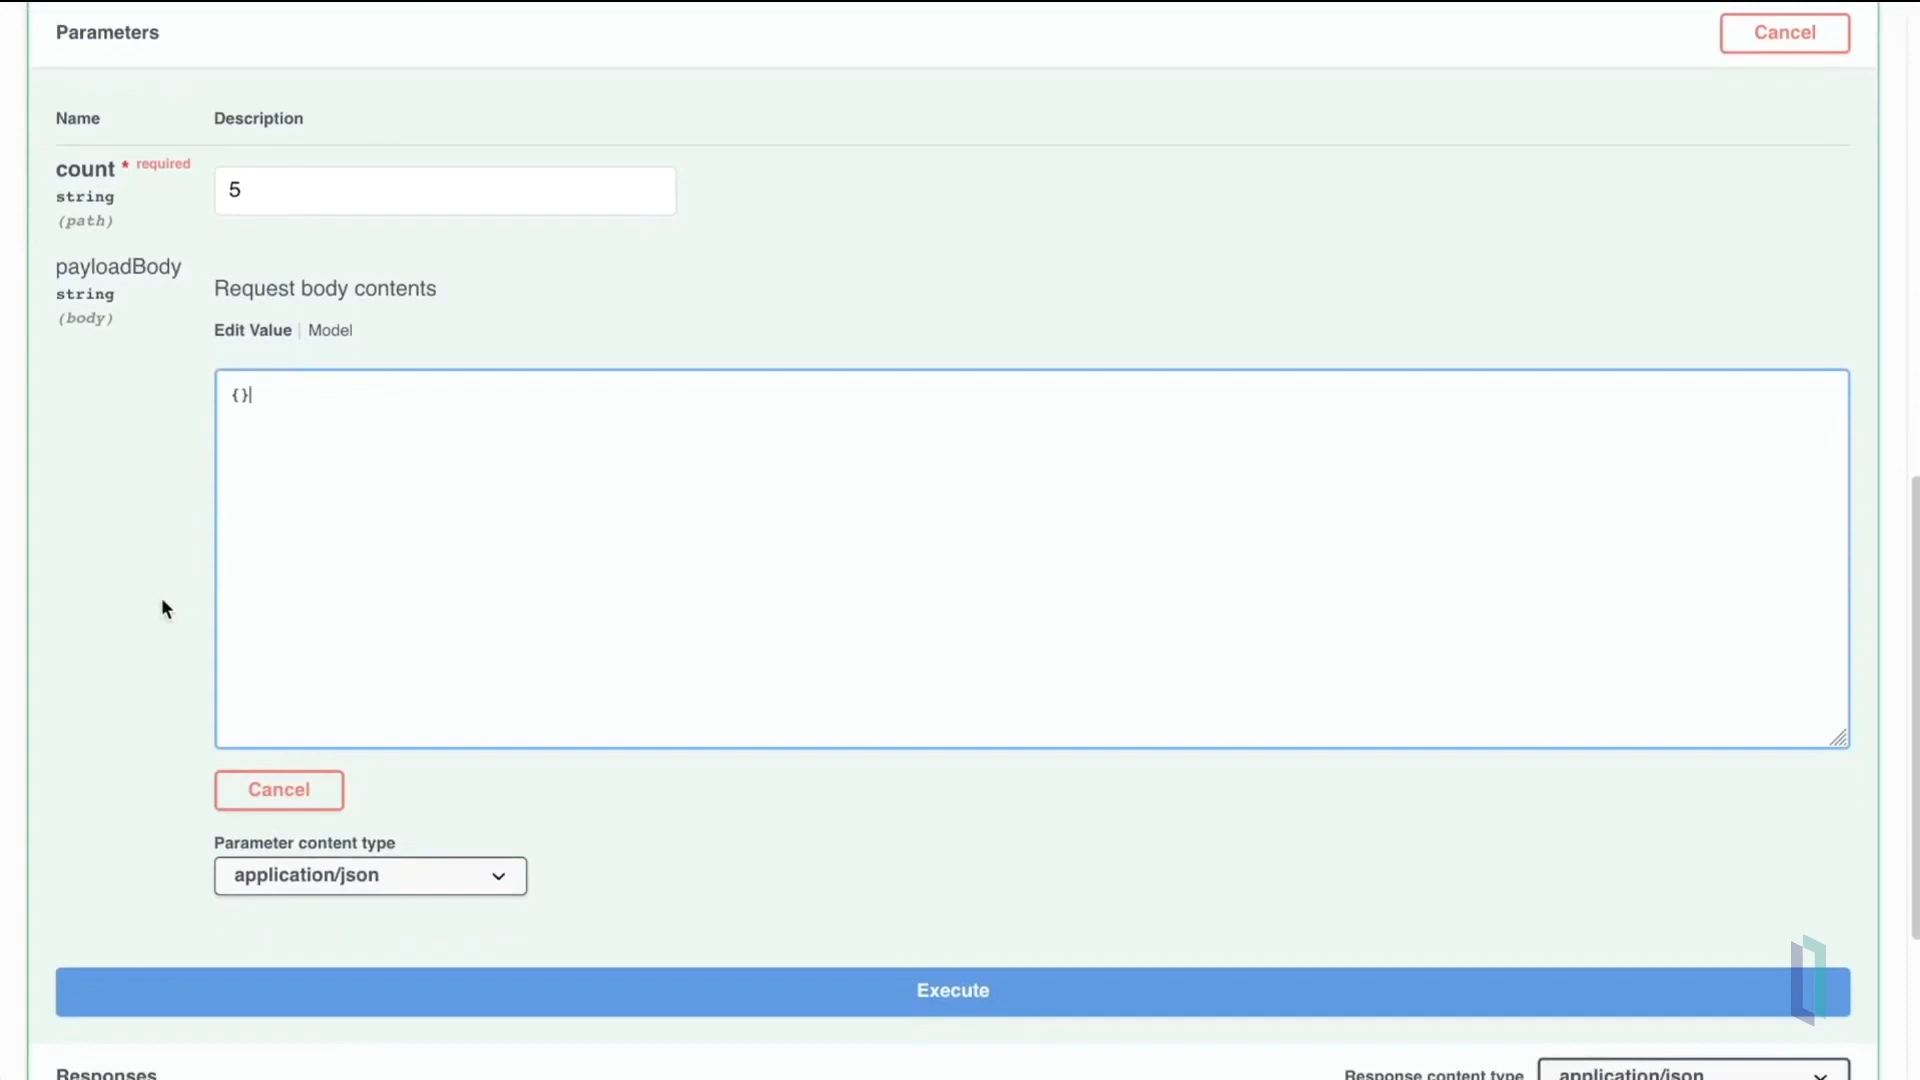 Parameters
Cancel
Name Description
count * required
string
(path)
5
payloadBody
string
(body)
Request body contents
Edit Value | Model
{}
Cancel
Parameter content type
application/json
Execute
Responses
Response content type
application/json